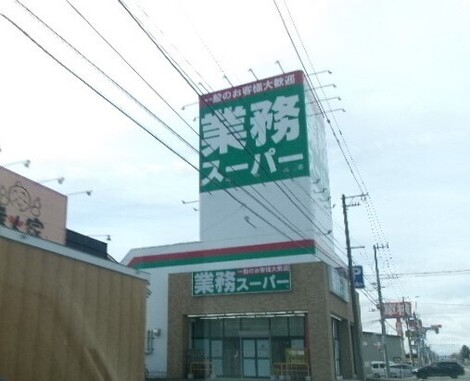 一般のお客様大歓迎
業務
スーパー
一般のお客様大歓迎
業務スーパー
P